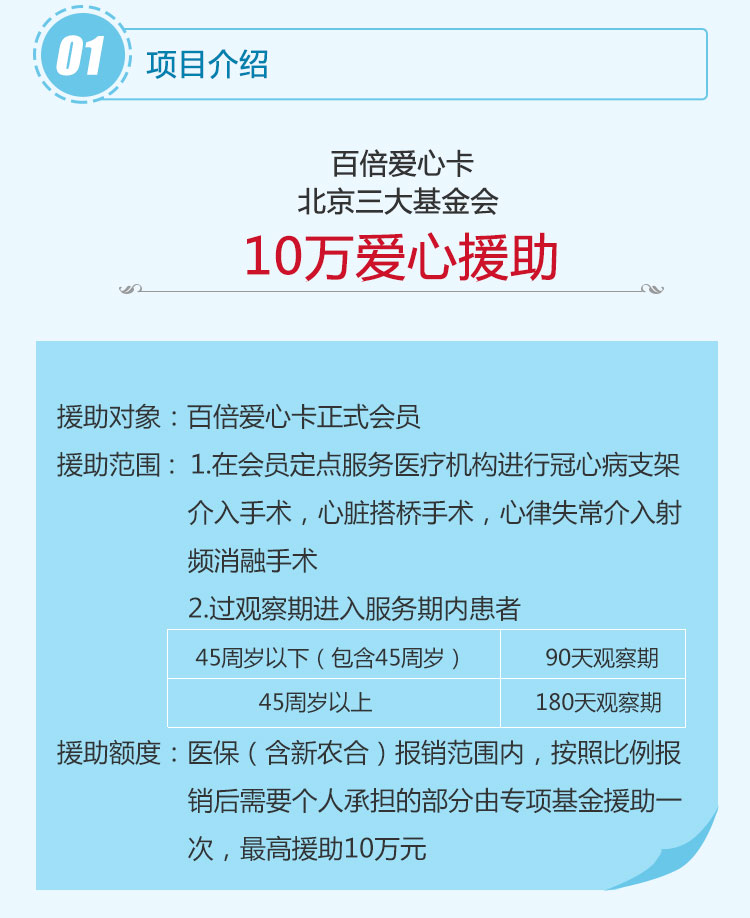 01
项目介绍
百倍爱心卡
北京三大基金会
10万爱心援助
援助对象：百倍爱心卡正式会员
援助范围：1.在会员定点服务医疗机构进行冠心病支架
介入手术，心脏搭桥手术，心律失常介入射
频消融手术
2.过观察期进入服务期内患者
45周岁以下（包含45周岁） 90天观察期
45周岁以上 180天观察期
援助额度：医保（含新农合）报销范围内，按照比例报
销后需要个人承担的部分由专项基金援助一
次，最高援助10万元